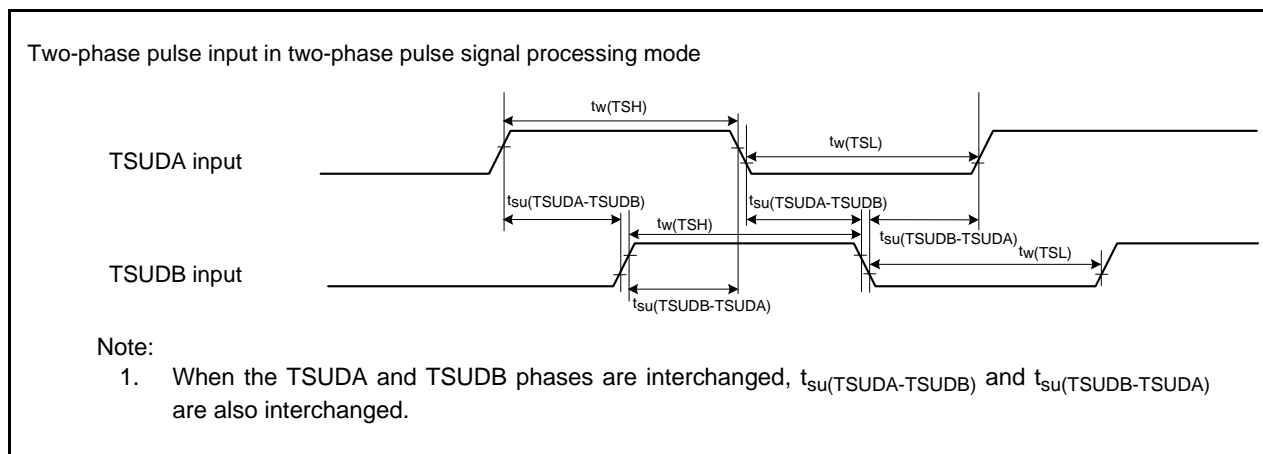 Two-phase pulse input in two-phase pulse signal processing mode
tw(TSH)
TSUDA input
tw(TSL)
tsu(TSUDA-TSUDB)
tsu(TSUDA-TSUDB)
tw(TSH)
tsu(TSUDB-TSUDA)
tw(TSL)
TSUDB input
tsu(TSUDB-TSUDA)
Note:
1. When the TSUDA and TSUDB phases are interchanged, tsu(TSUDA-TSUDB) and tsu(TSUDB-TSUDA)
are also interchanged.